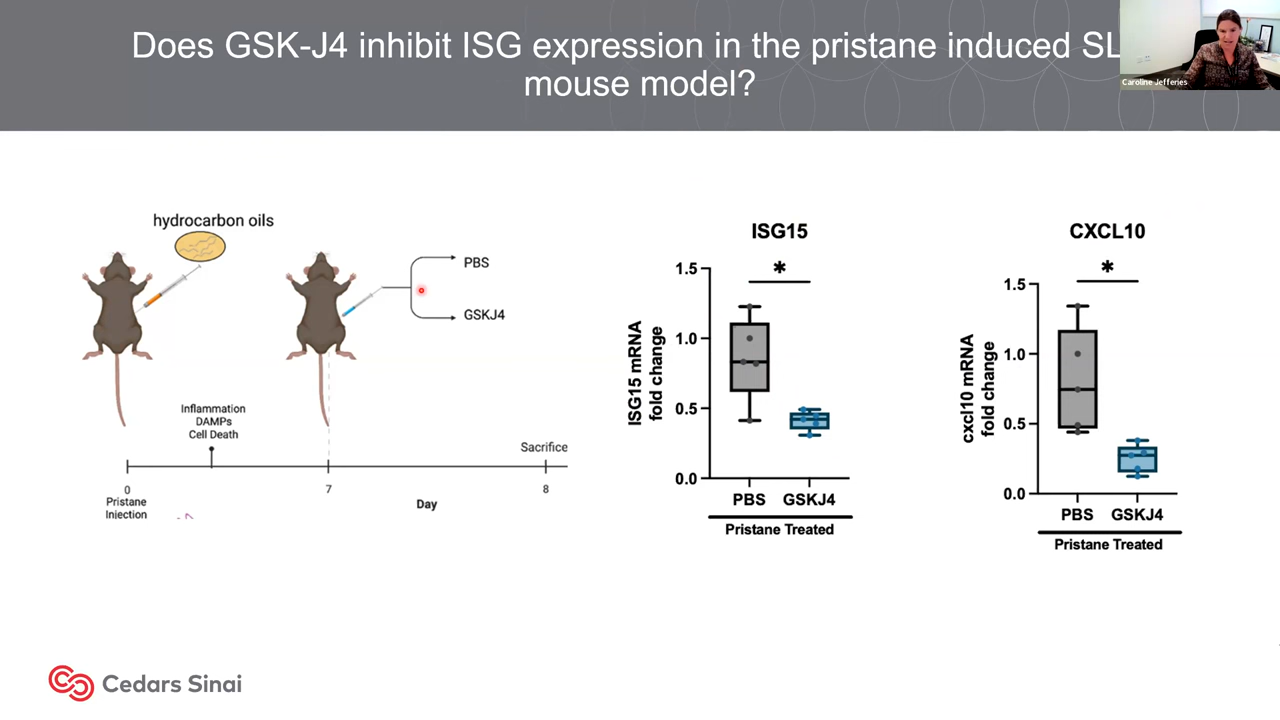 Does GSK-J4 inhibit ISG expression in the pristane induced SL
mouse model?
Caroline Jefferies
hydrocarbon oils
PBS
GSKJ4
Inflammation
DAMPs
Cell Death
Sacrifice
0
7
8
Pristane
Injection
Day
ISG15
*
1.5
1.0
0.5
0.0
ISG15 mRNA
fold change
PBS
GSKJ4
Pristane Treated
CXCL10
*
1.5
1.0
0.5
0.0
cxcl10 mRNA
fold change
PBS
GSKJ4
Pristane Treated
Cedars Sinai